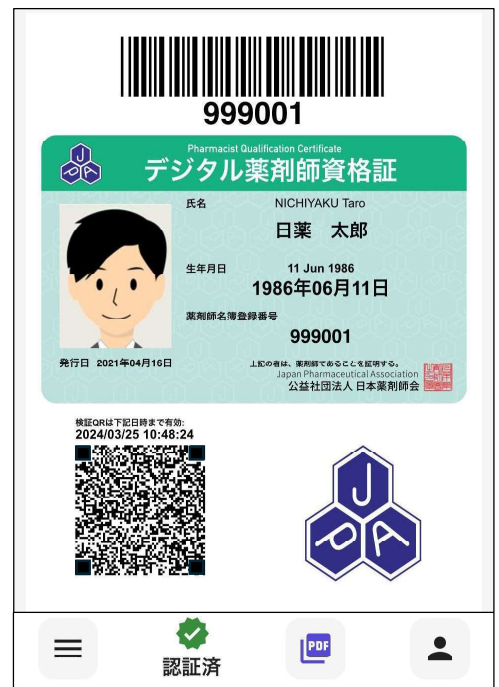 999001
Pharmacist Qualification Certificate
デジタル薬剤師資格証
氏名 NICHIYAKU Taro
日薬 太郎
生年月日 11 Jun 1986
1986年06月11日
薬剤師名簿登録番号
999001
発行日 2021年04月16日
上記の者は、薬剤師であることを証明する。
Japan Pharmaceutical Association
公益社団法人 日本薬剤師会
検証QRは下記日時まで有効:
2024/03/25 10:48:24
J
P A
認証済
PDF